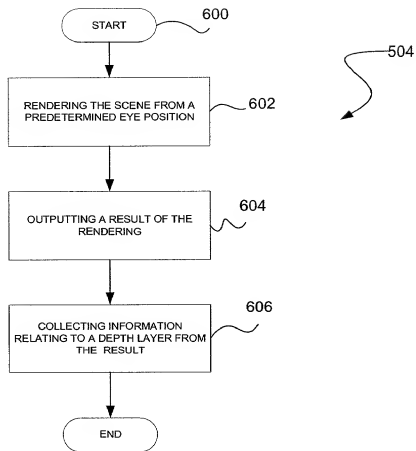 START
600
504
RENDERING THE SCENE FROM A
PREDETERMINED EYE POSITION
602
OUTPUTTING A RESULT OF THE
RENDERING
604
COLLECTING INFORMATION
RELATING TO A DEPTH LAYER FROM
THE RESULT
606
END